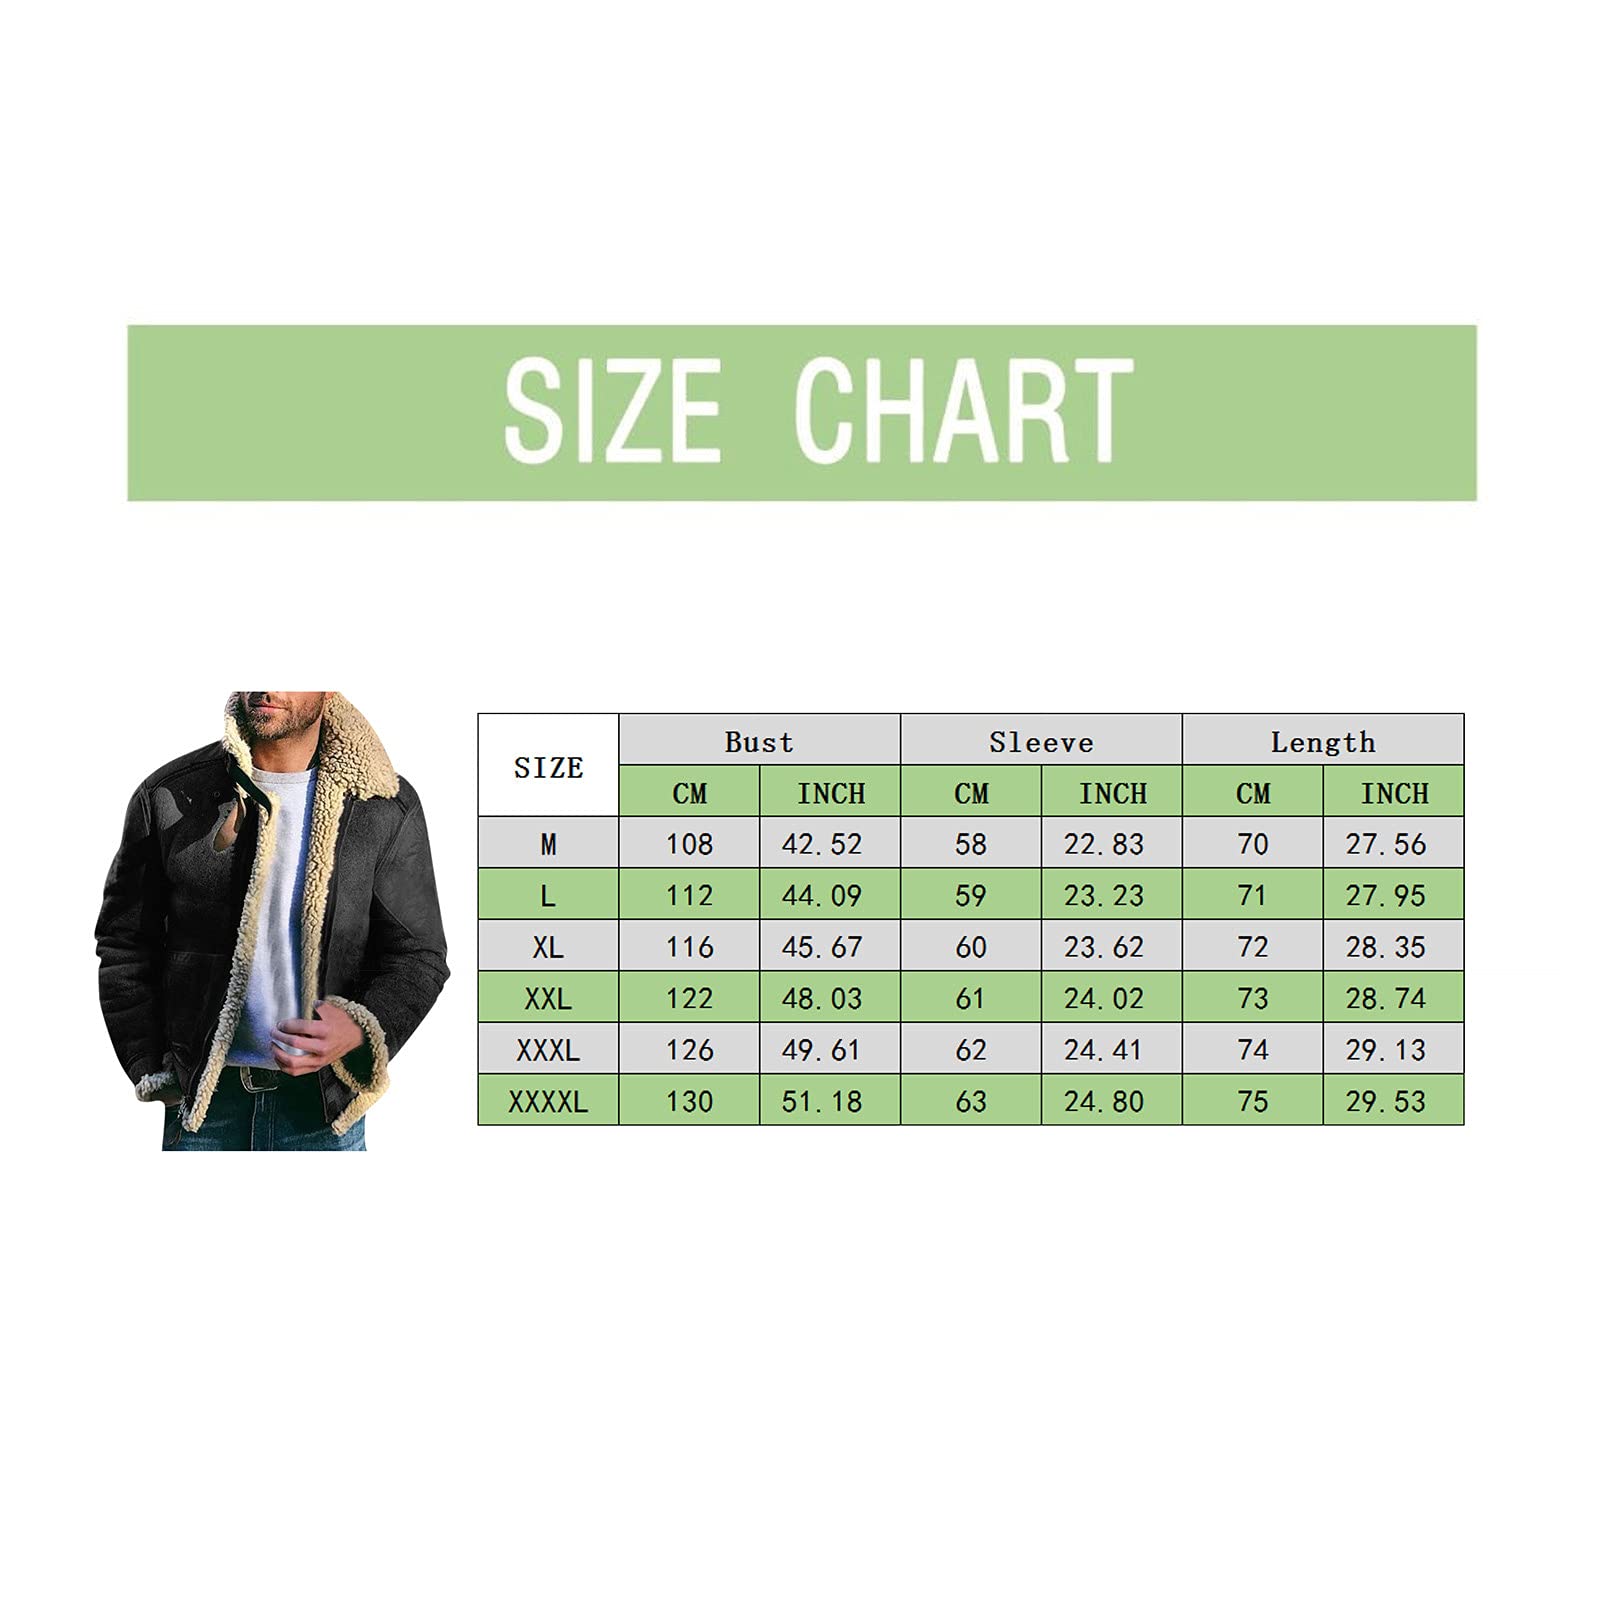 SIZE CHART
SIZE Bust Sleeve Length
CM INCH CM INCH CM INCH
M 108 42.52 58 22.83 70 27.56
L 112 44.09 59 23.23 71 27.95
XL 116 45.67 60 23.62 72 28.35
XXL 122 48.03 61 24.02 73 28.74
XXXL 126 49.61 62 24.41 74 29.13
XXXXL 130 51.18 63 24.80 75 29.53